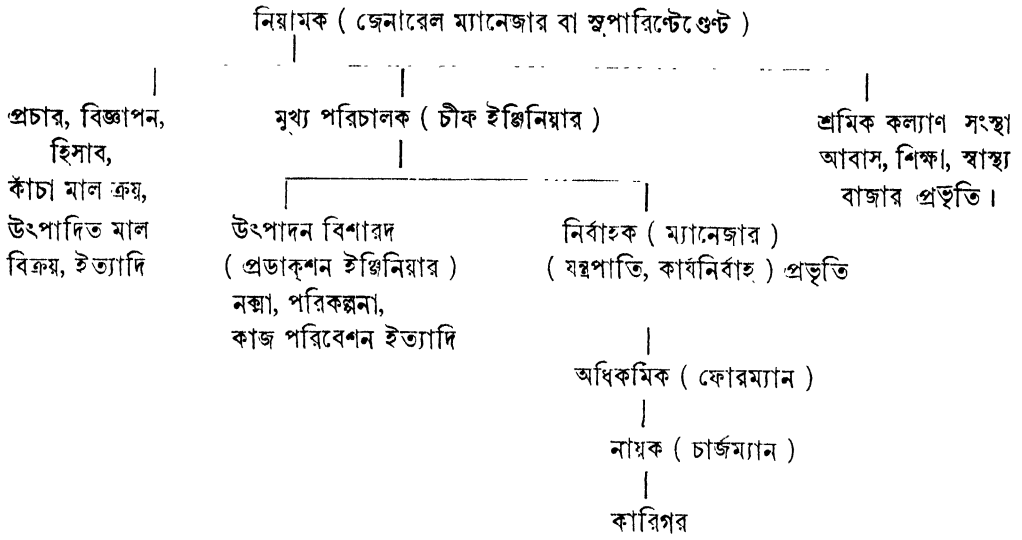 নিয়ামক ( জেনারেল ম্যানেজার বা সুপারিন্টেণ্ডেণ্ট )
প্রচার, বিজ্ঞাপন,
হিসাব,
কাঁচা মাল ক্রয়,
উৎপাদিত মাল
বিক্রয়, ইত্যাদি
মুখ্য পরিচালক ( চীফ ইঞ্জিনিয়ার )
শ্রমিক কল্যাণ সংস্থা
আবাস, শিক্ষা, স্বাস্থ্য
বাজার প্রভৃতি ।
উৎপাদন বিশারদ
( প্রডাক্‌শন ইঞ্জিনিয়ার )
নক্সা, পরিকল্পনা,
কাজ পরিবেশন ইত্যাদি
নির্বাহক ( ম্যানেজার )
( যন্ত্রপাতি, কার্যনির্বাহ ) প্রভৃতি
অধিকর্মিক ( ফোরম্যান )
নায়ক ( চার্জম্যান )
কারিগর